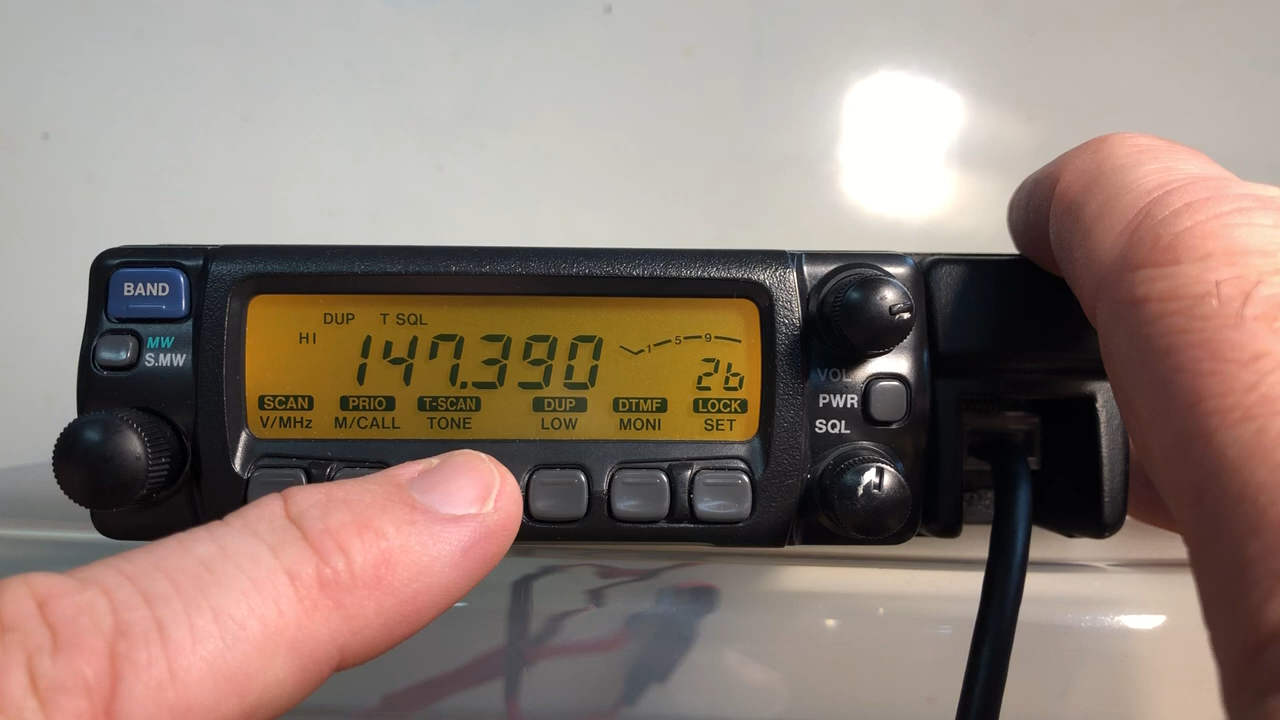 BAND
MW
S.MW
DUP T SQL
HI
147.390
1 5 9
26
SCAN PRIO T-SCAN DUP DTMF LOCK
V/MHz M/CALL TONE LOW MONI SET
VOL
PWR
SQL